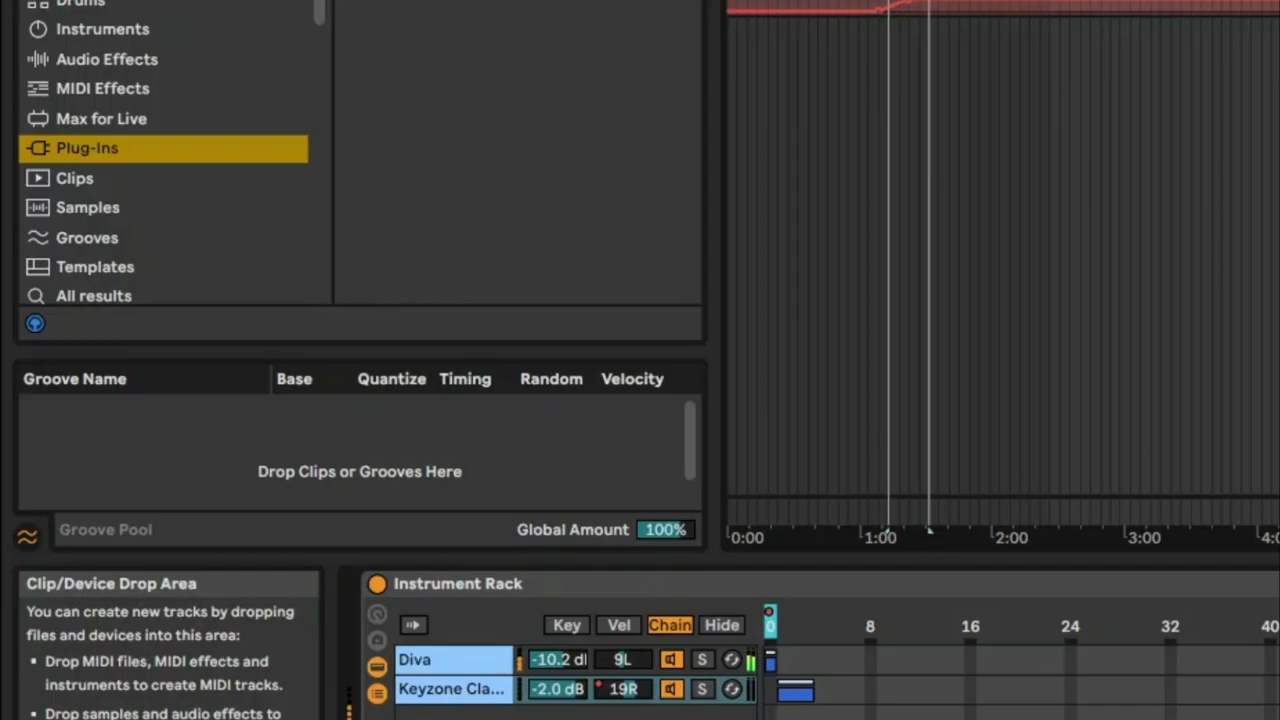 Drums
Instruments
Audio Effects
MIDI Effects
Max for Live
Plug-Ins
Clips
Samples
Grooves
Templates
All results
Groove Name Base Quantize Timing Random Velocity
Drop Clips or Grooves Here
Groove Pool Global Amount 100%
0:00 1:00 2:00 3:00
Clip/Device Drop Area
You can create new tracks by dropping
files and devices into this area:
▪ Drop MIDI files, MIDI effects and
instruments to create MIDI tracks.
▪ Drop samples and audio effects to
Instrument Rack
Key Vel Chain Hide 0 8 16 24 32 40
Diva -10.2 dB 9L S
Keyzone Cla... -2.0 dB 19R S